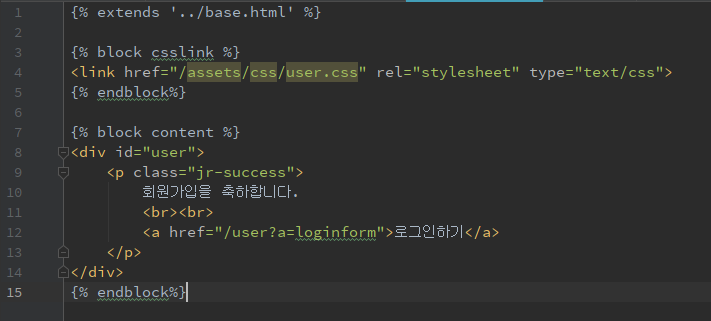 1 {% extends '../base.html' %}
2
3 {% block csslink %}
4 <link href="/assets/css/user.css" rel="stylesheet" type="text/css">
5 {% endblock%}
6
7 {% block content %}
8 <div id="user">
9     <p class="jr-success">
10         회원가입을 축하합니다.
11         <br><br>
12         <a href="/user?a=loginform">로그인하기</a>
13     </p>
14 </div>
15 {% endblock%}